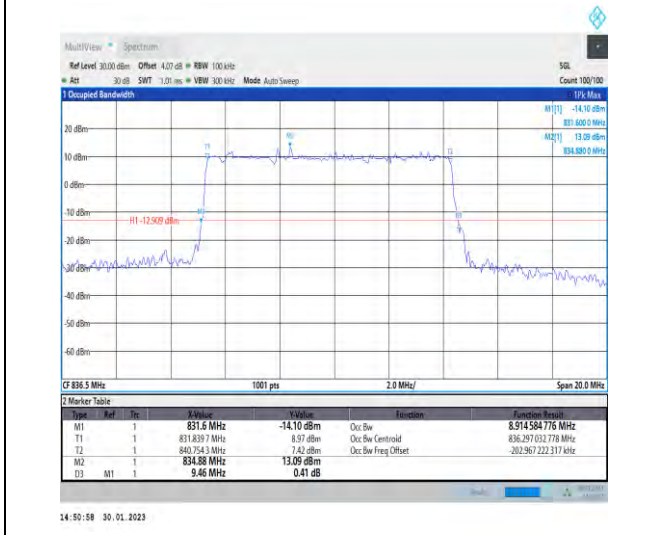 MultiView Spectrum
Ref Level 30.00 dBm Offset 4.07 dB RBW 100 kHz SGL
Att 30 dB SWT 1.01 ms VBW 300 kHz Mode Auto Sweep Count 100/100
1 Occupied Bandwidth 1Pk Max
M1[1] -14.10 dBm
831.600 0 MHz
M2[1] 13.09 dBm
834.880 0 MHz
20 dBm
M2
T1
T2
10 dBm
0 dBm
-10 dBm
H1 -12.909 dBm
-20 dBm
-30 dBm
-40 dBm
-50 dBm
-60 dBm
CF 836.5 MHz 1001 pts 2.0 MHz/ Span 20.0 MHz
2 Marker Table
Type Ref Trc X-Value Y-Value Function Function Result
M1 1 831.6 MHz -14.10 dBm Occ Bw 8.914 584 776 MHz
T1 1 831.839 7 MHz 8.97 dBm Occ Bw Centroid 836.297 032 778 MHz
T2 1 840.754 3 MHz 7.42 dBm Occ Bw Freq Offset -202.967 222 317 kHz
M2 1 834.88 MHz 13.09 dBm
D3 M1 1 9.46 MHz 0.41 dB
14:50:58 30.01.2023